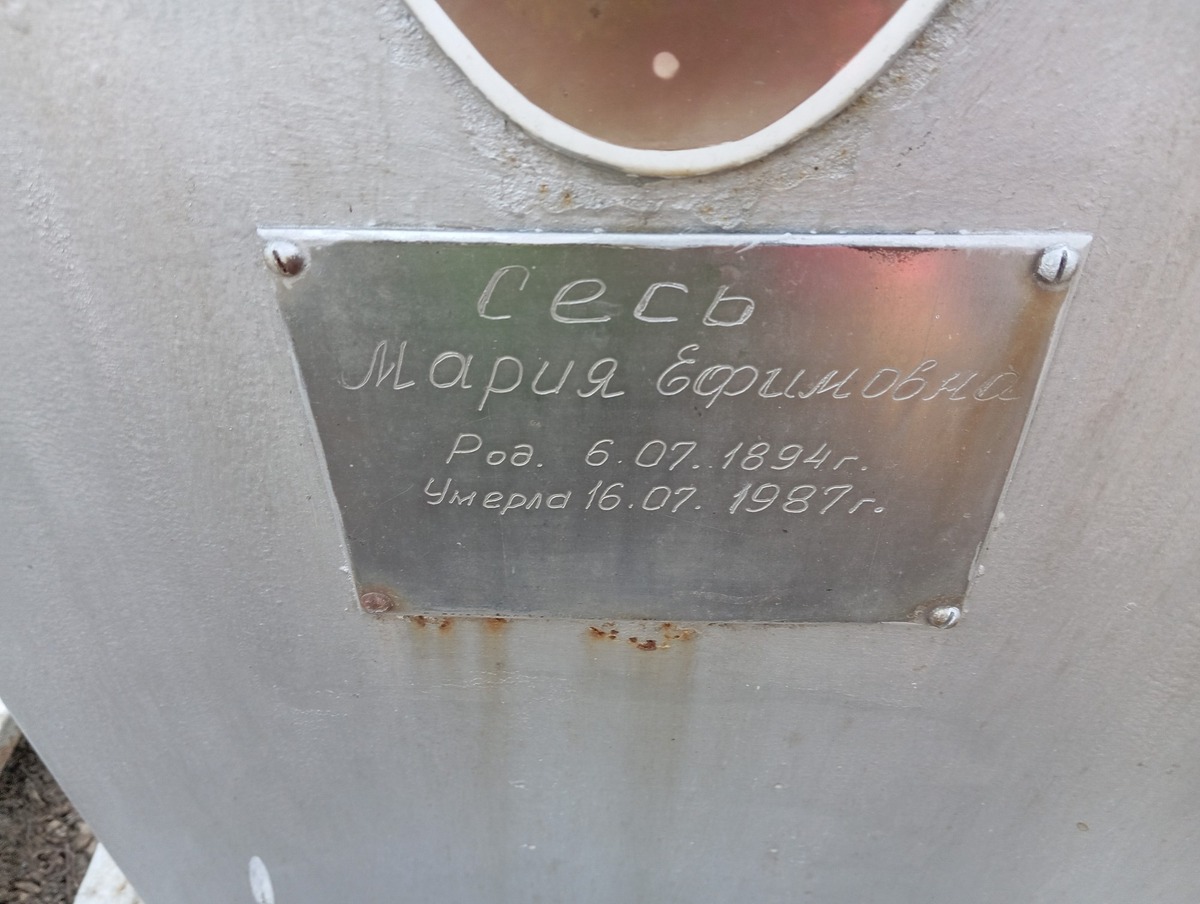 Сесь
Мария Ефимовна
Род. 6.07.1894г.
Умерла 16.07.1987г.